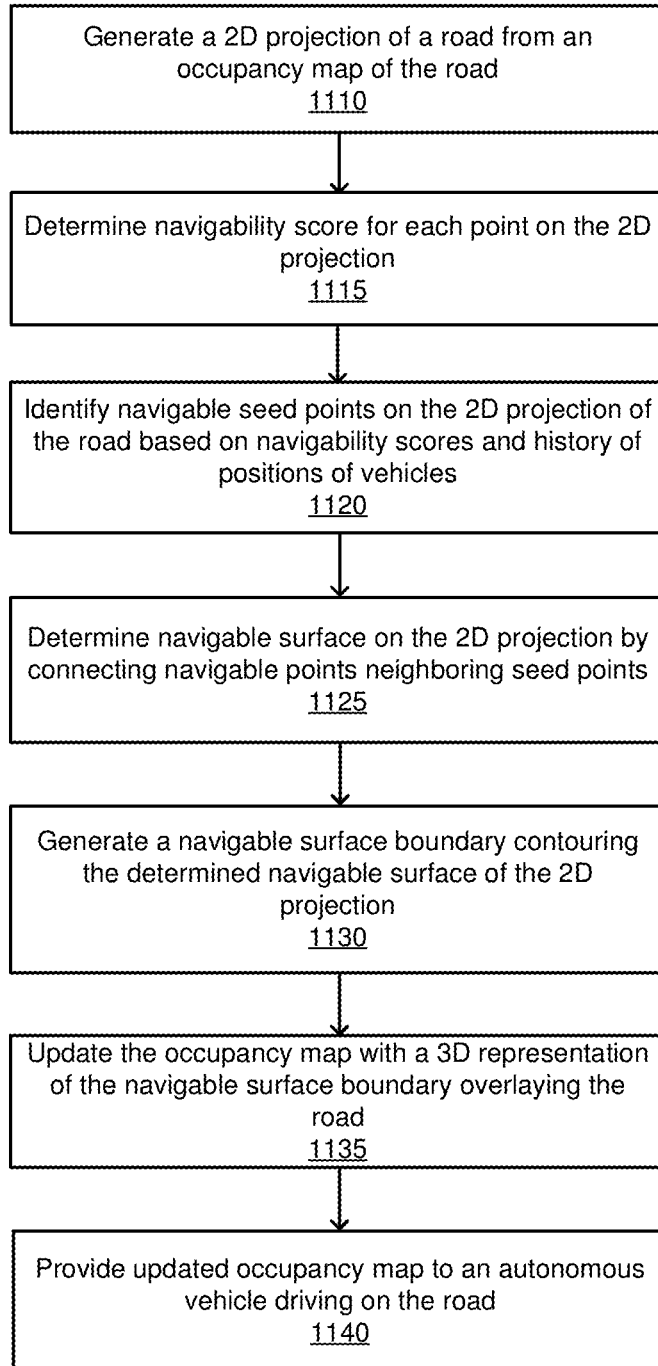 Generate a 2D projection of a road from an
occupancy map of the road
1110
Determine navigability score for each point on the 2D
projection
1115
Identify navigable seed points on the 2D projection of
the road based on navigability scores and history of
positions of vehicles
1120
Determine navigable surface on the 2D projection by
connecting navigable points neighboring seed points
1125
Generate a navigable surface boundary contouring
the determined navigable surface of the 2D
projection
1130
Update the occupancy map with a 3D representation
of the navigable surface boundary overlaying the
road
1135
Provide updated occupancy map to an autonomous
vehicle driving on the road
1140